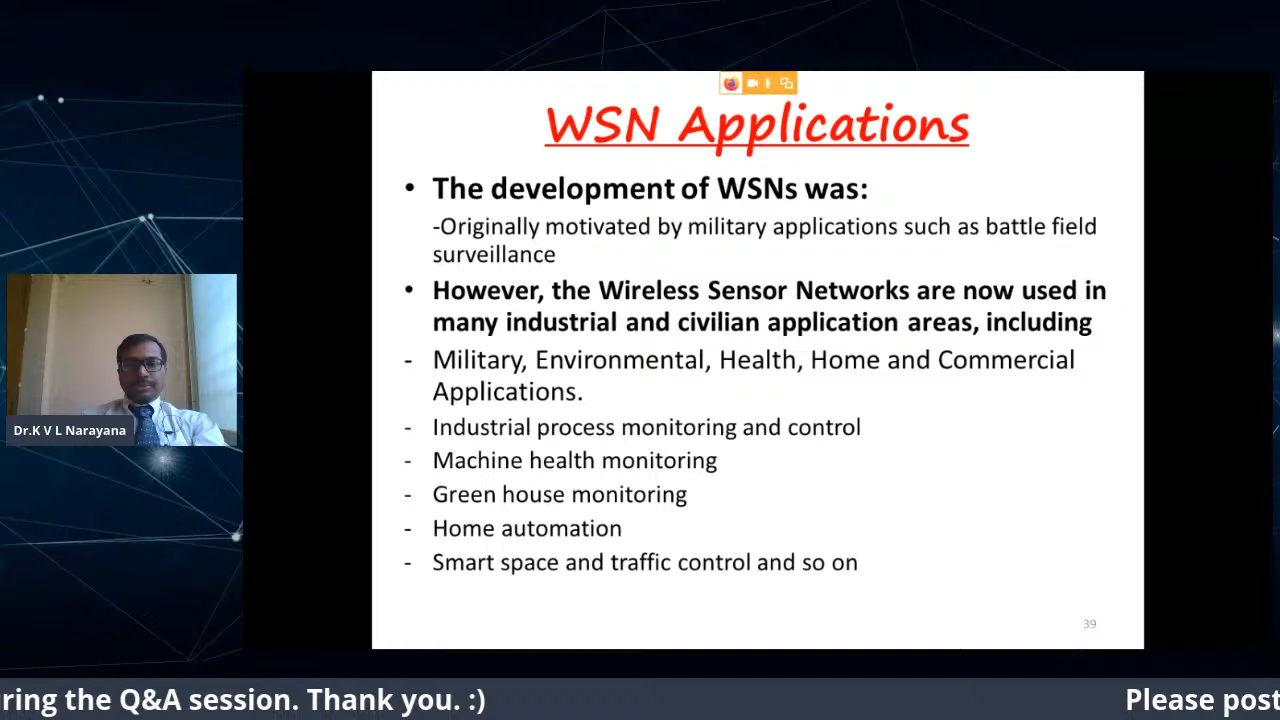 WSN Applications
• The development of WSNs was:
-Originally motivated by military applications such as battle field
surveillance
• However, the Wireless Sensor Networks are now used in
many industrial and civilian application areas, including
- Military, Environmental, Health, Home and Commercial
Applications.
- Industrial process monitoring and control
- Machine health monitoring
- Green house monitoring
- Home automation
- Smart space and traffic control and so on
39
Dr.K V L Narayana
uring the Q&A session. Thank you. :)
Please post